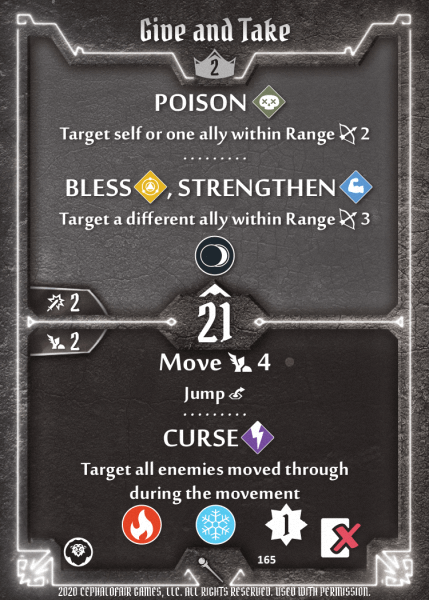 Give and Take
2
POISON
Target self or one ally within Range 2
BLESS, STRENGTHEN
Target a different ally within Range 3
2
21
2
Move 4
Jump
CURSE
Target all enemies moved through
during the movement
1
165
2020 CEPHALOFAIR GAMES, LLC. ALL RIGHTS RESERVED. USED WITH PERMISSION.